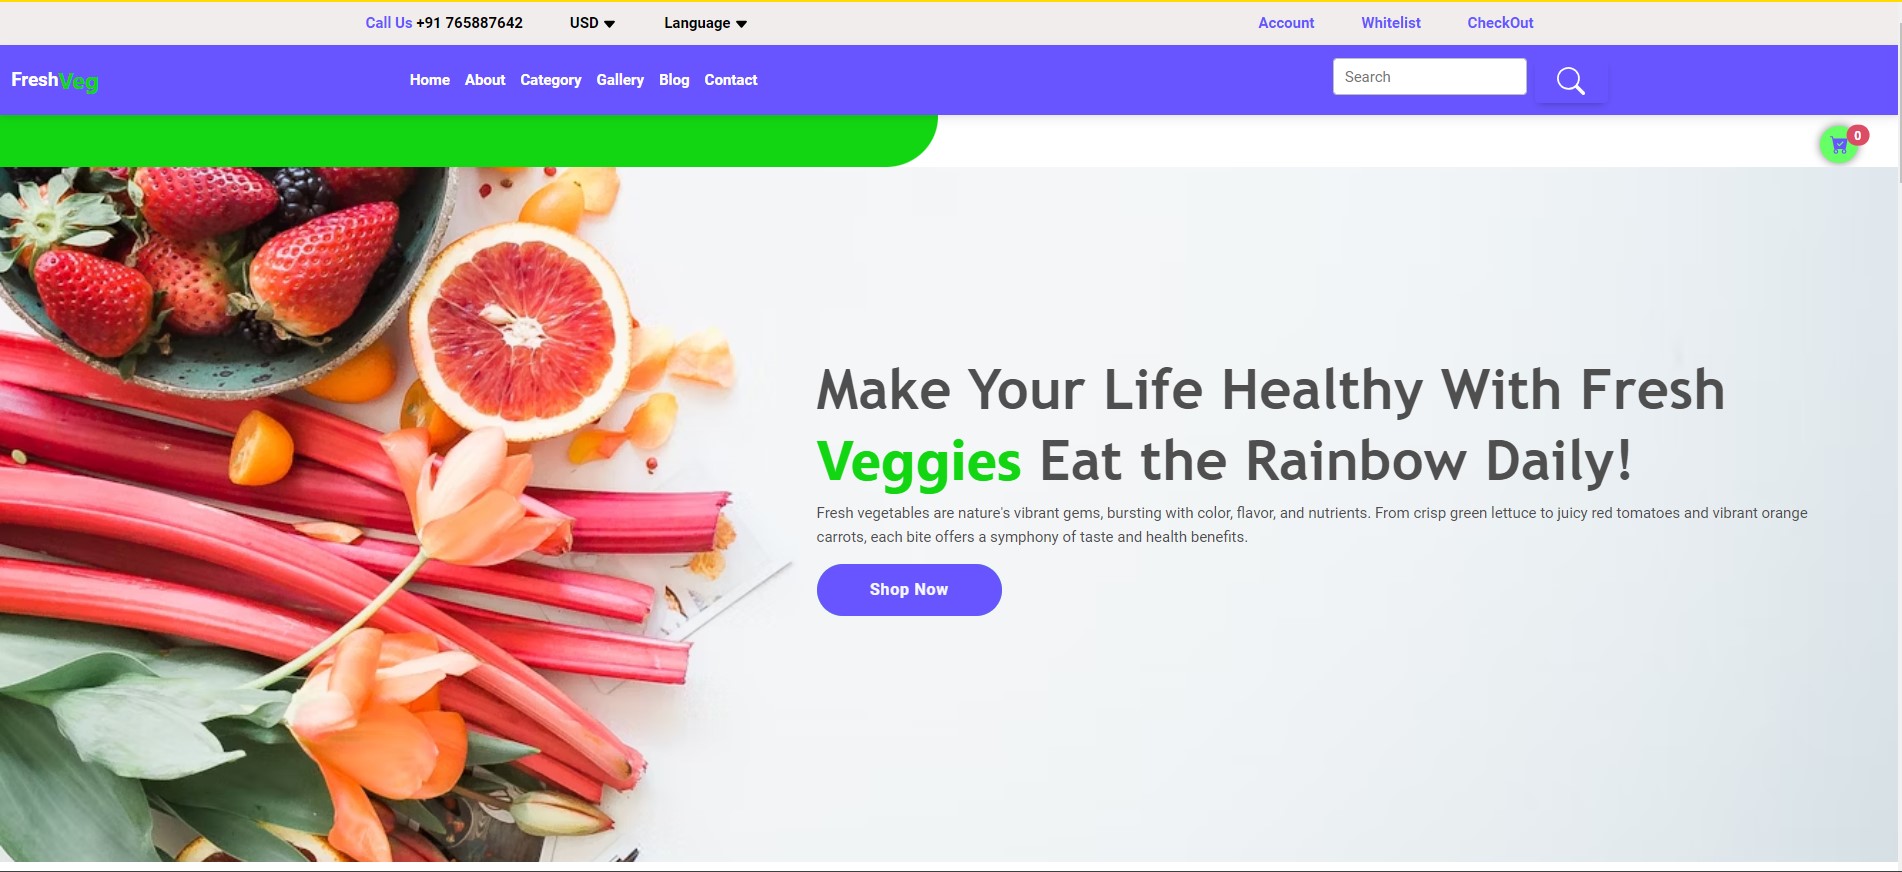 Call Us +91 765887642 USD Language Account Whitelist CheckOut
FreshVeg Home About Category Gallery Blog Contact Search
0
Make Your Life Healthy With Fresh
Veggies Eat the Rainbow Daily!
Fresh vegetables are nature's vibrant gems, bursting with color, flavor, and nutrients. From crisp green lettuce to juicy red tomatoes and vibrant orange
carrots, each bite offers a symphony of taste and health benefits.
Shop Now